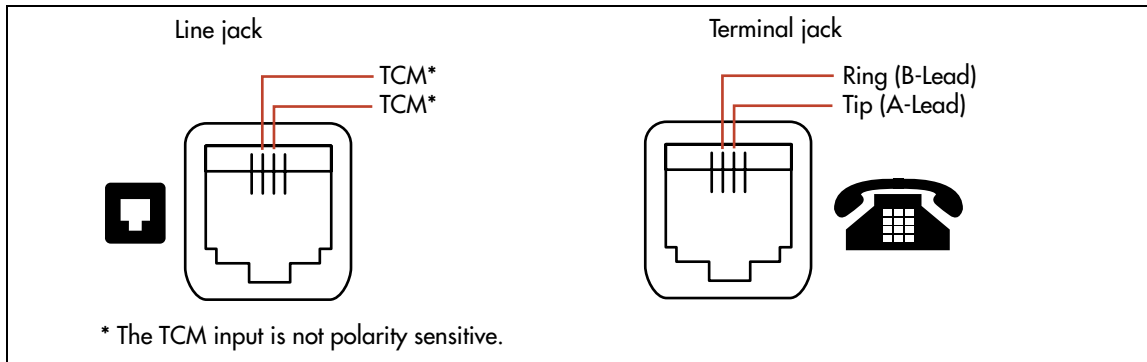 Line jack
TCM*
TCM*
Terminal jack
Ring (B-Lead)
Tip (A-Lead)
* The TCM input is not polarity sensitive.